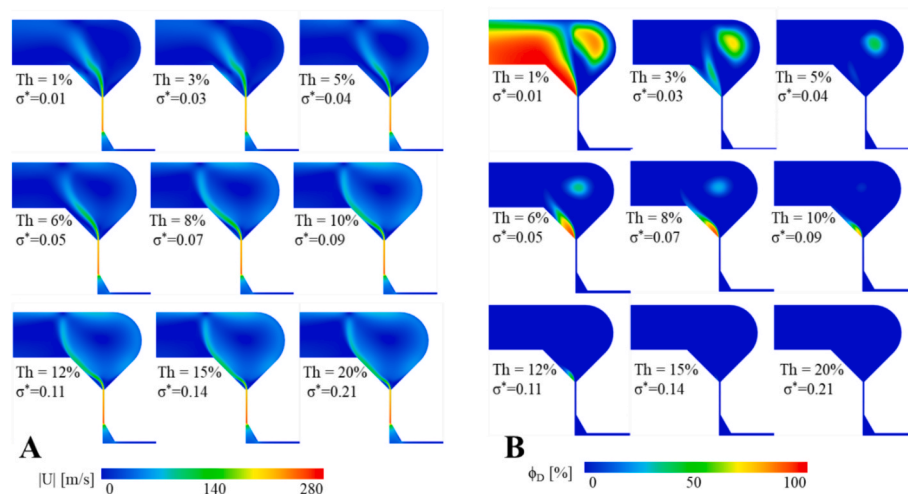 Th = 1%
σ*=0.01
Th = 3%
σ*=0.03
Th = 5%
σ*=0.04
Th = 6%
σ*=0.05
Th = 8%
σ*=0.07
Th = 10%
σ*=0.09
Th = 12%
σ*=0.11
Th = 15%
σ*=0.14
Th = 20%
σ*=0.21
A
|U| [m/s]
0 140 280
Th = 1%
σ*=0.01
Th = 3%
σ*=0.03
Th = 5%
σ*=0.04
Th = 6%
σ*=0.05
Th = 8%
σ*=0.07
Th = 10%
σ*=0.09
Th = 12%
σ*=0.11
Th = 15%
σ*=0.14
Th = 20%
σ*=0.21
B
ϕD [%]
0 50 100